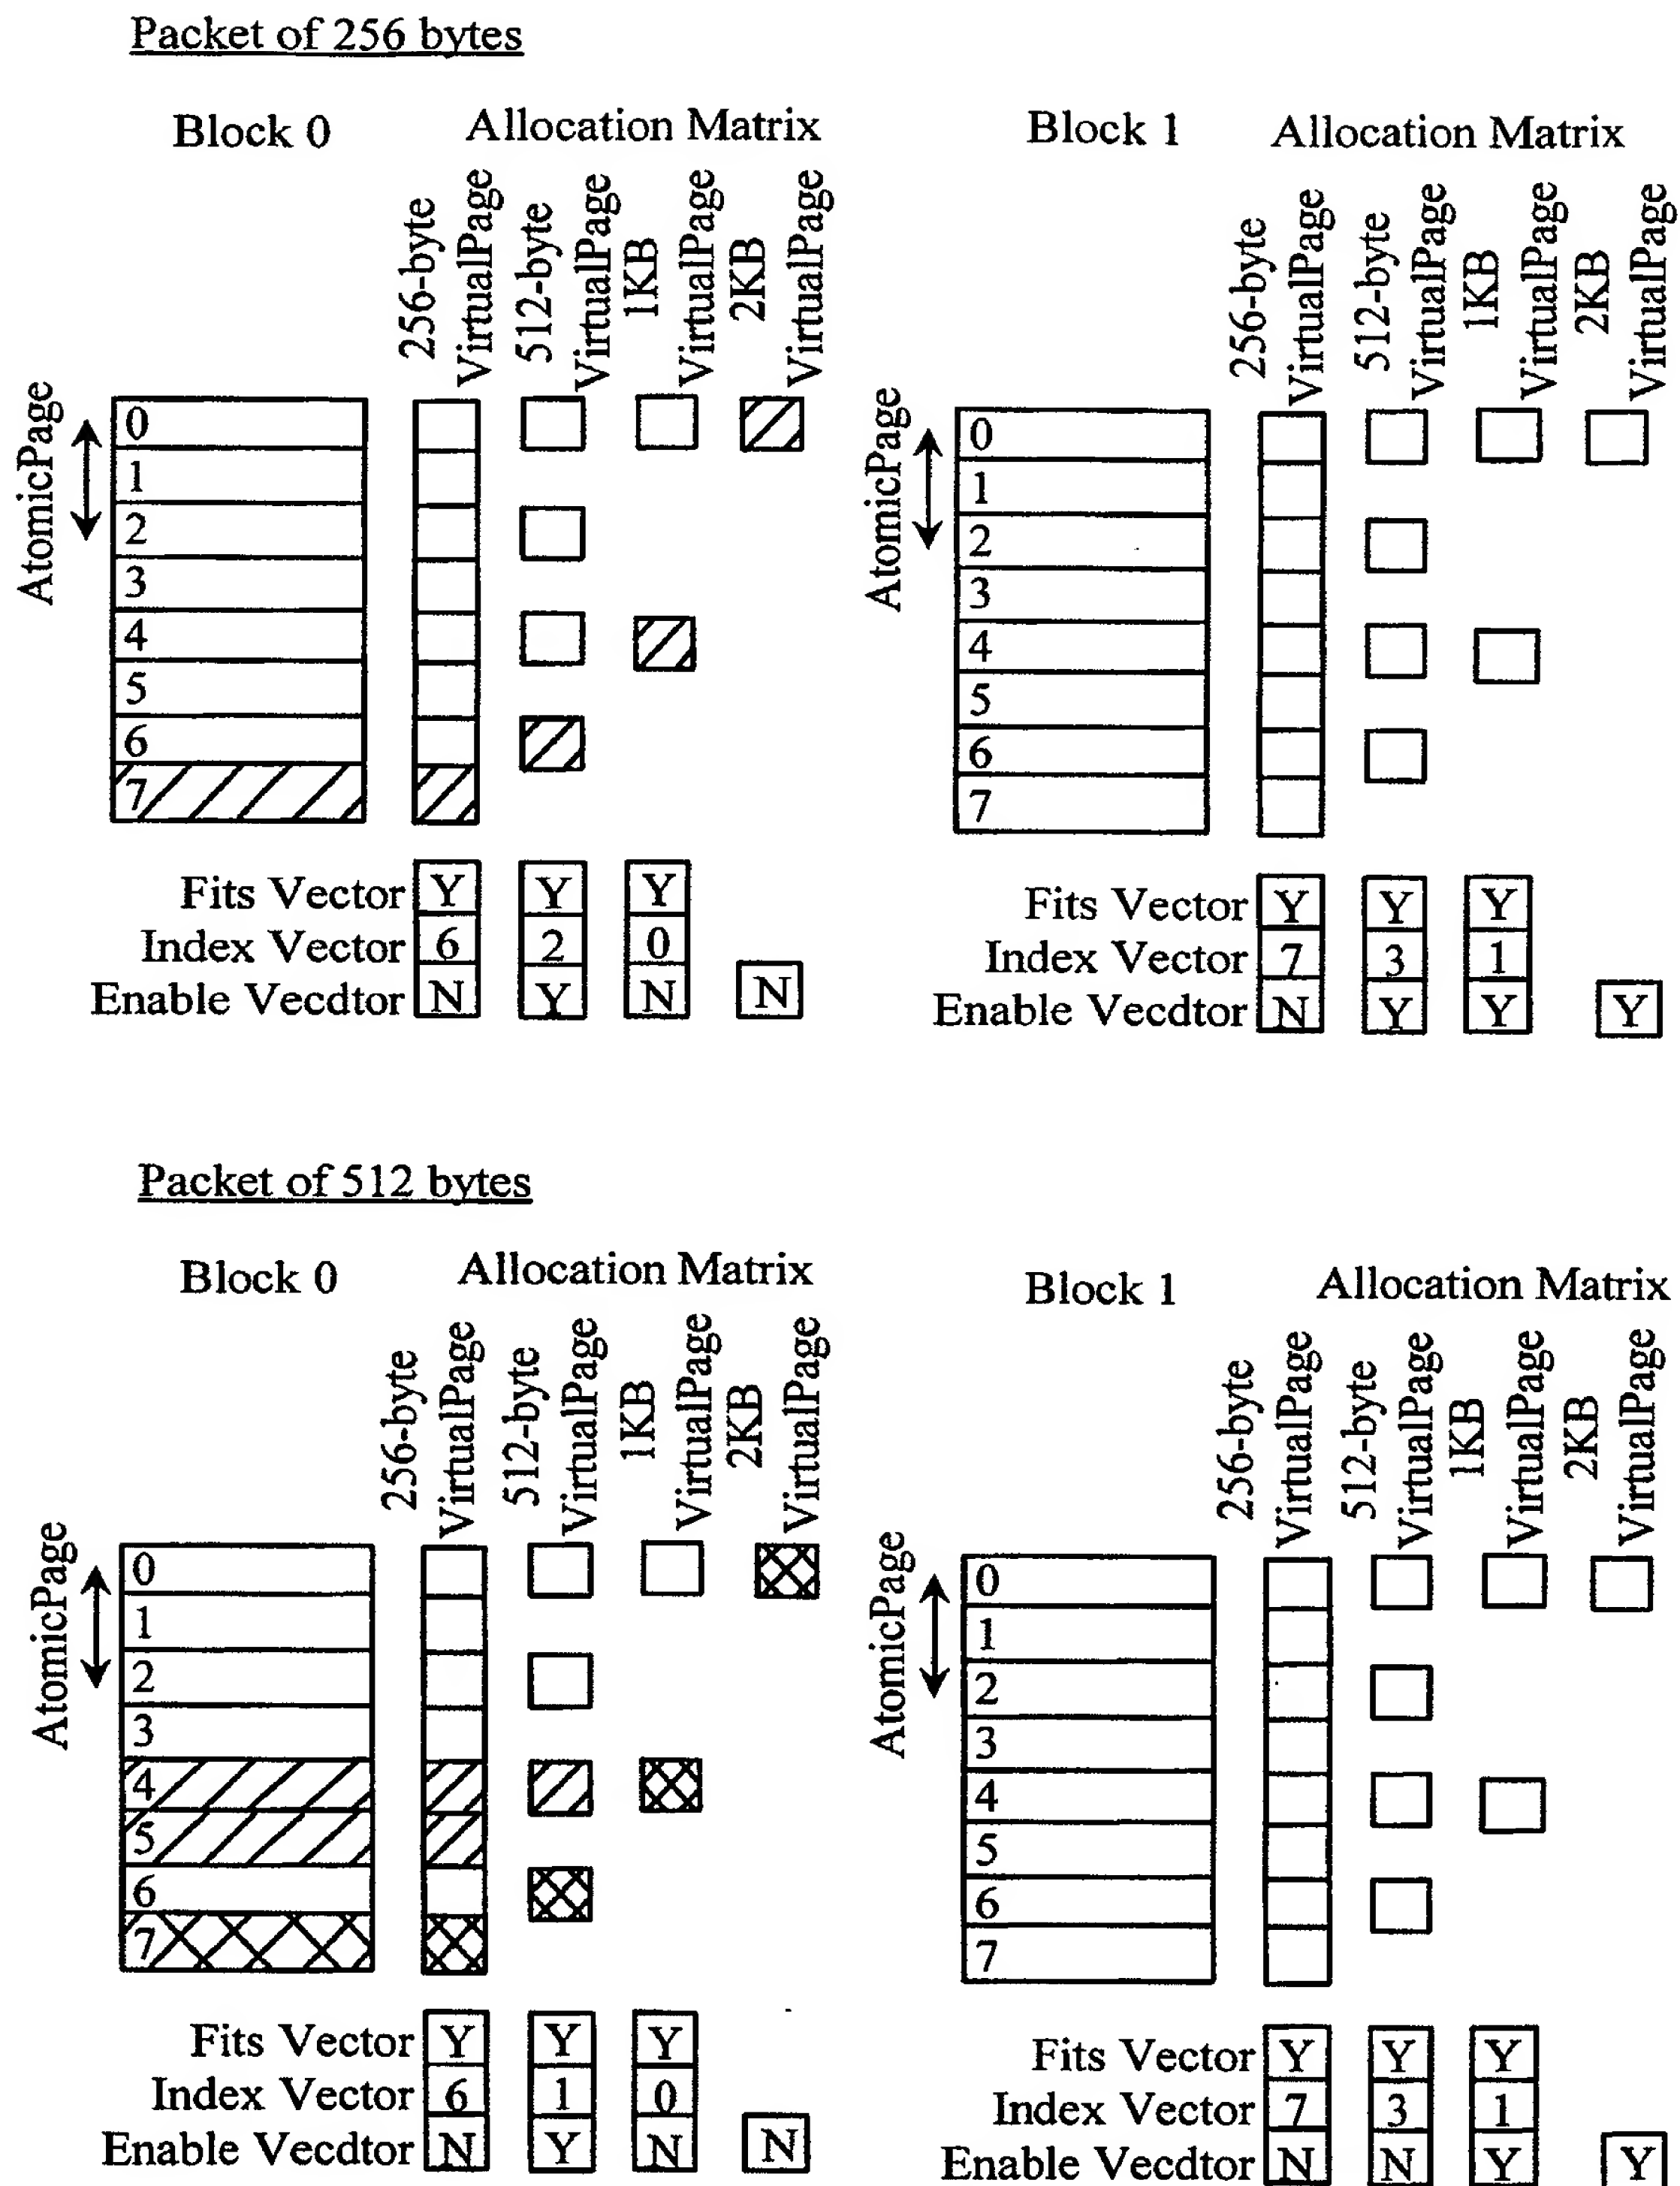 Packet of 256 bytes
Block 0
Allocation Matrix
256-byte
VirtualPage
512-byte
VirtualPage
1KB
VirtualPage
2KB
VirtualPage
AtomicPage
0
1
2
3
4
5
6
7
Fits Vector Y Y Y
Index Vector 6 2 0
Enable Vecdtor N Y N N
Block 1
Allocation Matrix
256-byte
VirtualPage
512-byte
VirtualPage
1KB
VirtualPage
2KB
VirtualPage
AtomicPage
0
1
2
3
4
5
6
7
Fits Vector Y Y Y
Index Vector 7 3 1
Enable Vecdtor N Y Y Y
Packet of 512 bytes
Block 0
Allocation Matrix
256-byte
VirtualPage
512-byte
VirtualPage
1KB
VirtualPage
2KB
VirtualPage
AtomicPage
0
1
2
3
4
5
6
7
Fits Vector Y Y Y
Index Vector 6 1 0
Enable Vecdtor N Y N N
Block 1
Allocation Matrix
256-byte
VirtualPage
512-byte
VirtualPage
1KB
VirtualPage
2KB
VirtualPage
AtomicPage
0
1
2
3
4
5
6
7
Fits Vector Y Y Y
Index Vector 7 3 1
Enable Vecdtor N N Y Y